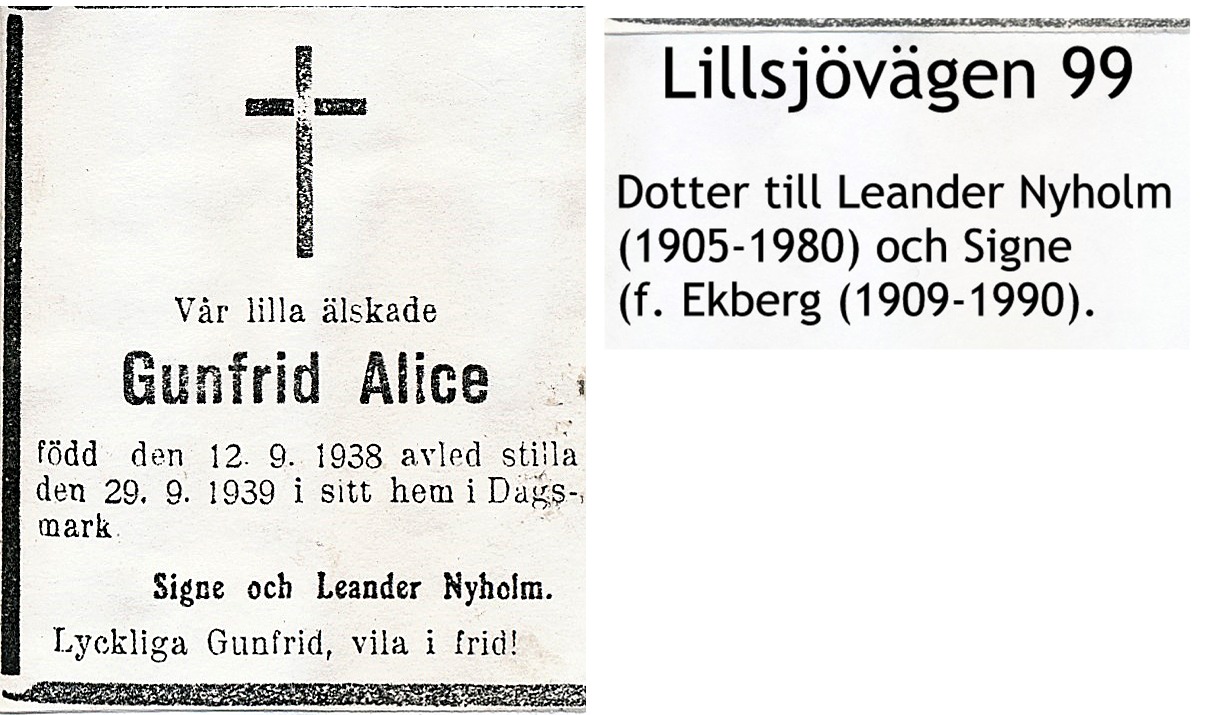 Vår lilla älskade
Gunfrid Alice
född den 12. 9. 1938 avled stilla
den 29. 9. 1939 i sitt hem i Dags-
mark.
Signe och Leander Nyholm.
Lyckliga Gunfrid, vila i frid!
Lillsjövägen 99
Dotter till Leander Nyholm
(1905-1980) och Signe
(f. Ekberg (1909-1990).